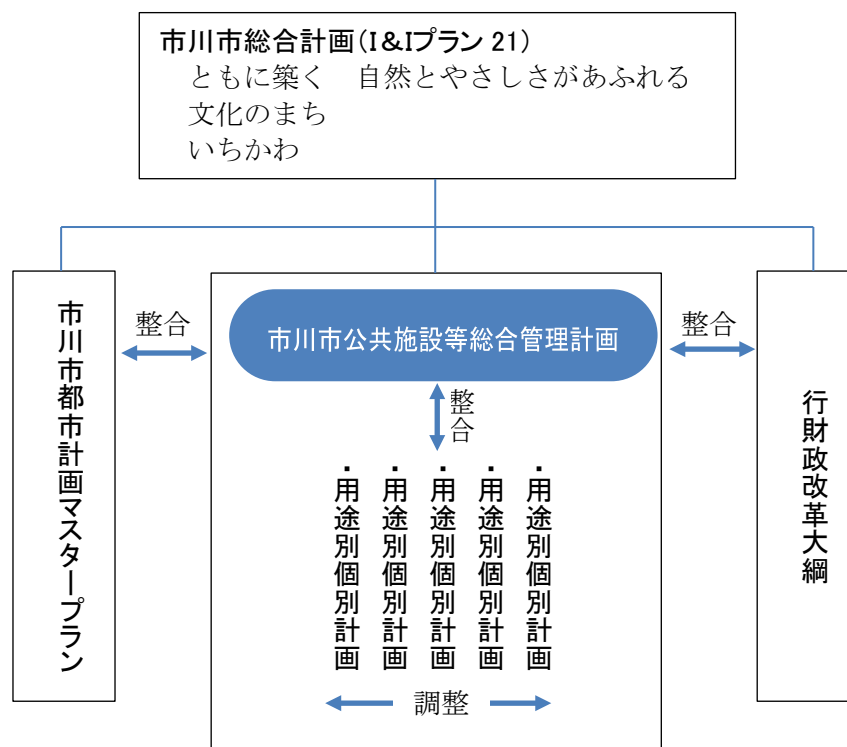 市川市総合計画(I&Iプラン 21)
ともに築く　自然とやさしさがあふれる
文化のまち
いちかわ
市川市都市計画マスタープラン
整合
市川市公共施設等総合管理計画
整合
整合
行財政改革大綱
・用途別個別計画
・用途別個別計画
・用途別個別計画
・用途別個別計画
・用途別個別計画
調整